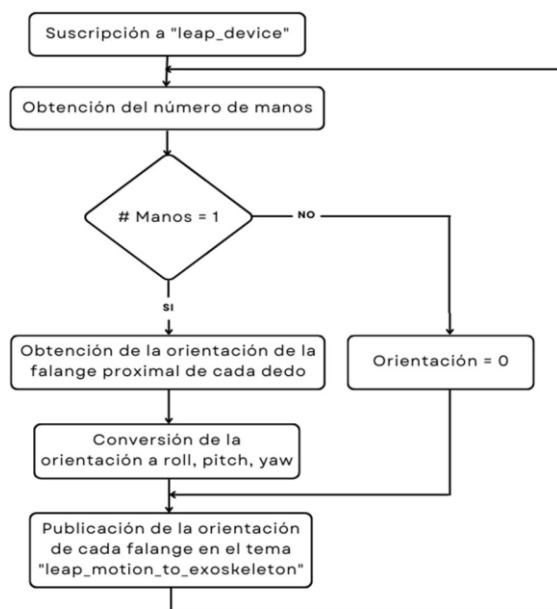 Suscripción a "leap_device"
Obtención del número de manos
# Manos = 1
NO
SI
Obtención de la orientación de la
falange proximal de cada dedo
Orientación = 0
Conversión de la
orientación a roll, pitch, yaw
Publicación de la orientación
de cada falange en el tema
"leap_motion_to_exoskeleton"